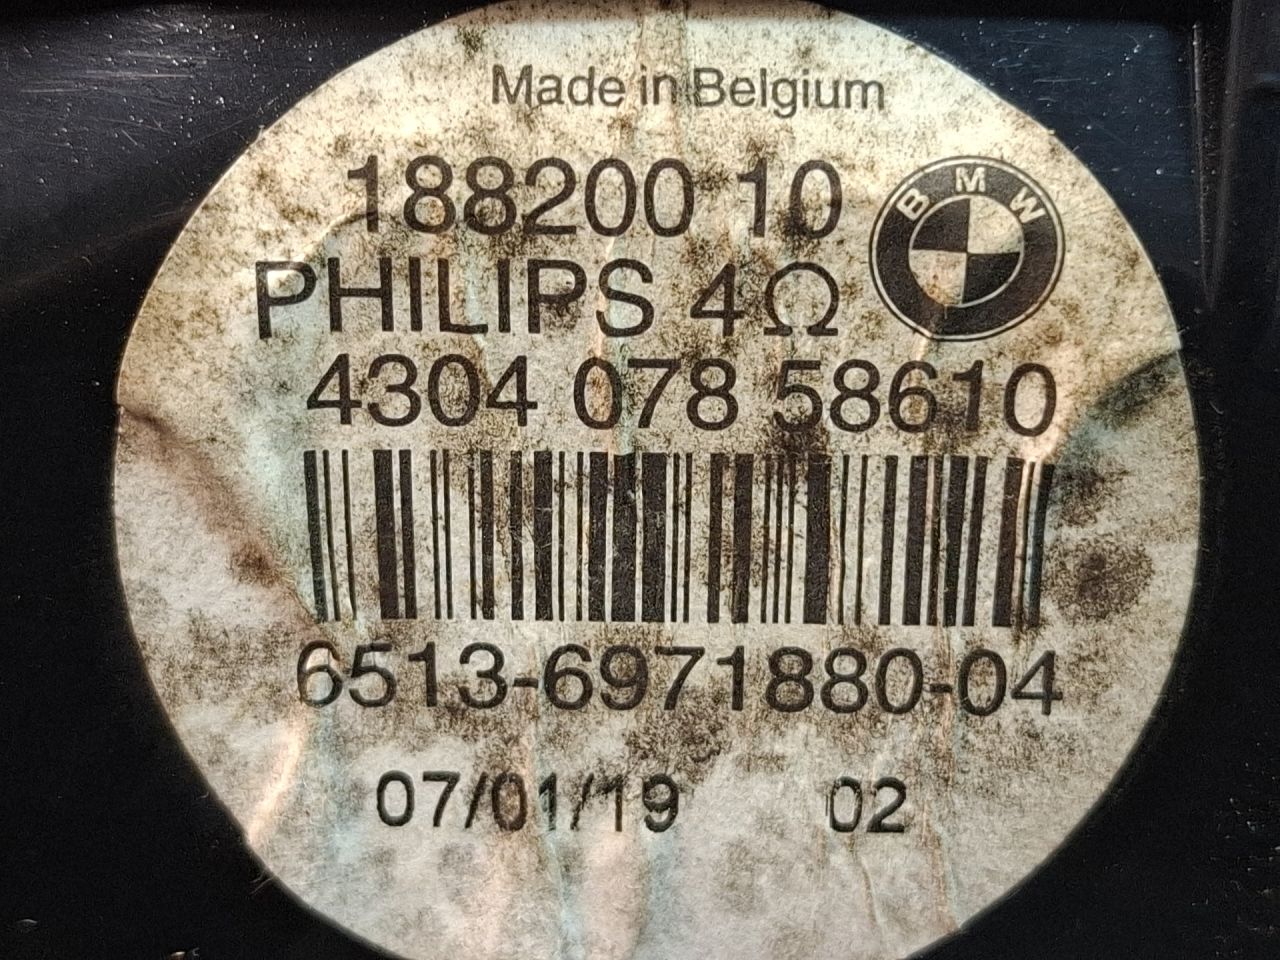 Made in Belgium
188200 10
BMW
PHILIPS 4Ω
4304 078 58610
6513-6971880-04
07/01/19 02